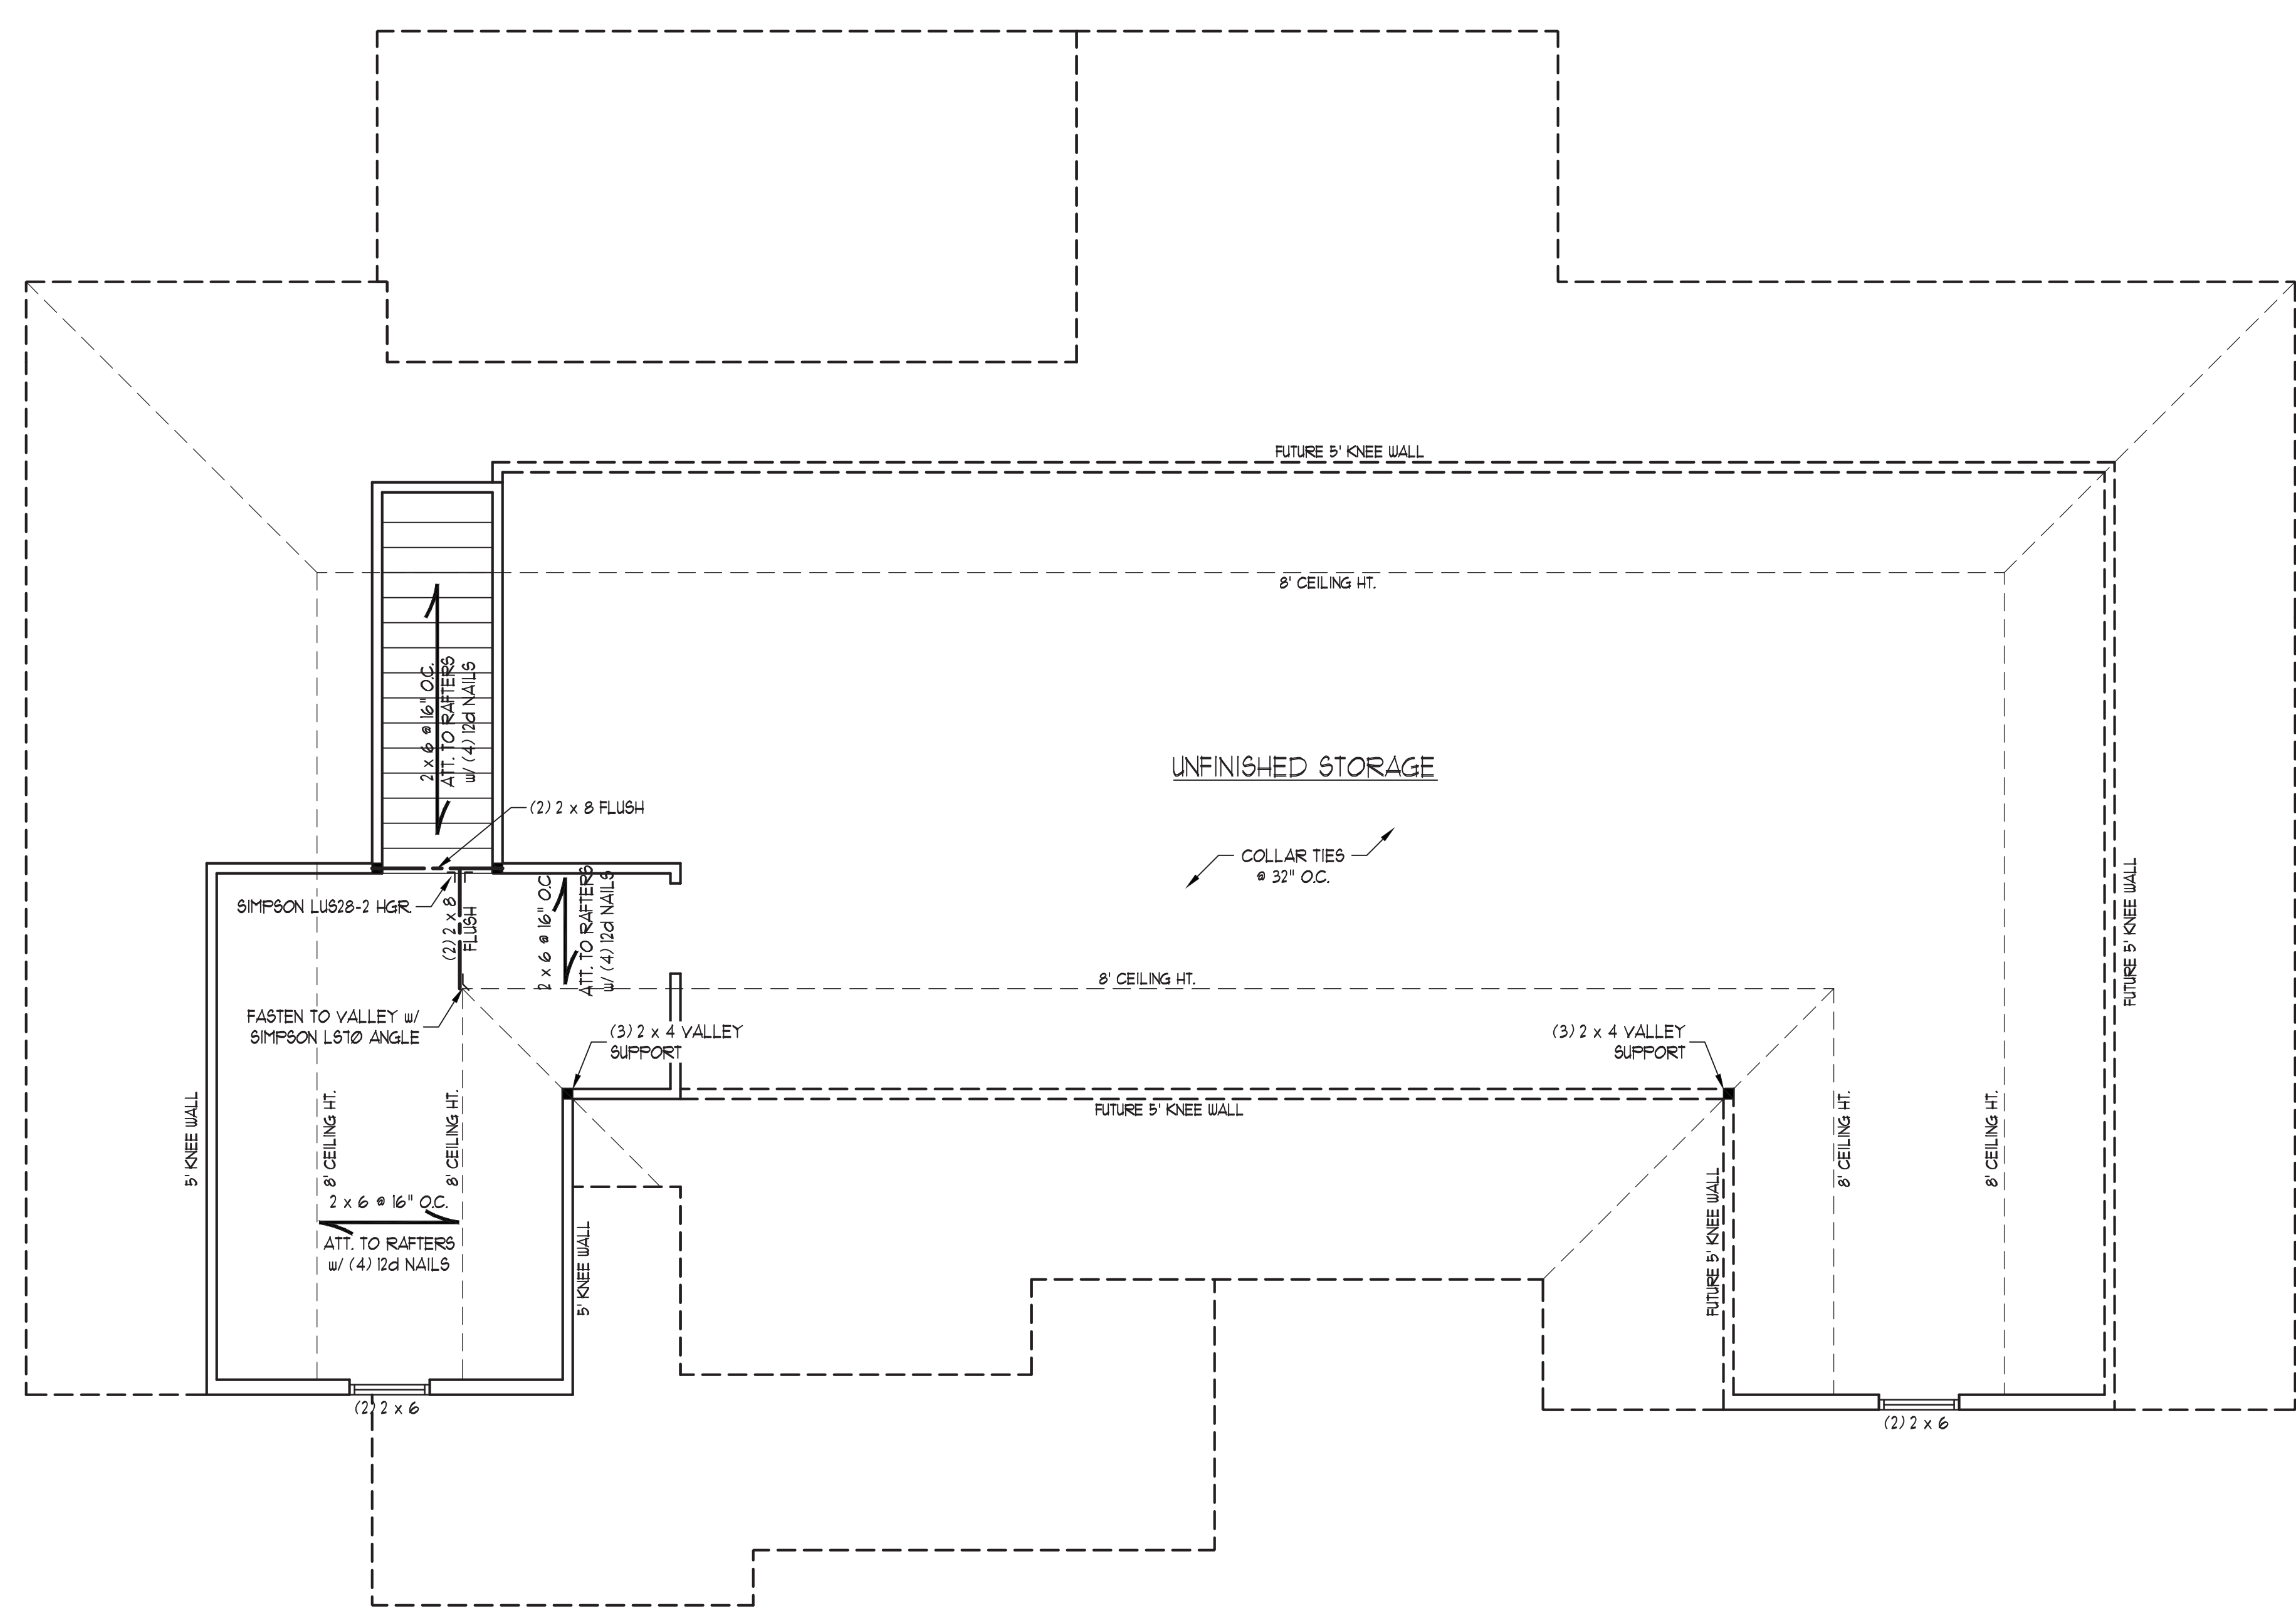 FUTURE 5' KNEE WALL
8' CEILING HT.
2 x 6 @ 16" O.C.
ATT. TO RAFTERS
w/ (4) 12d NAILS
UNFINISHED STORAGE
(2) 2 x 8 FLUSH
COLLAR TIES
@ 32" O.C.
SIMPSON LUS28-2 HGR.
(2) 2 x 8
FLUSH
2 x 6 @ 16" O.C.
ATT. TO RAFTERS
w/ (4) 12d NAILS
FUTURE 5' KNEE WALL
8' CEILING HT.
FASTEN TO VALLEY w/
SIMPSON LS70 ANGLE
(3) 2 x 4 VALLEY
SUPPORT
(3) 2 x 4 VALLEY
SUPPORT
FUTURE 5' KNEE WALL
5' KNEE WALL
8' CEILING HT.
8' CEILING HT.
8' CEILING HT.
8' CEILING HT.
2 x 6 @ 16" O.C.
ATT. TO RAFTERS
w/ (4) 12d NAILS
5' KNEE WALL
FUTURE 5' KNEE WALL
(2) 2 x 6
(2) 2 x 6